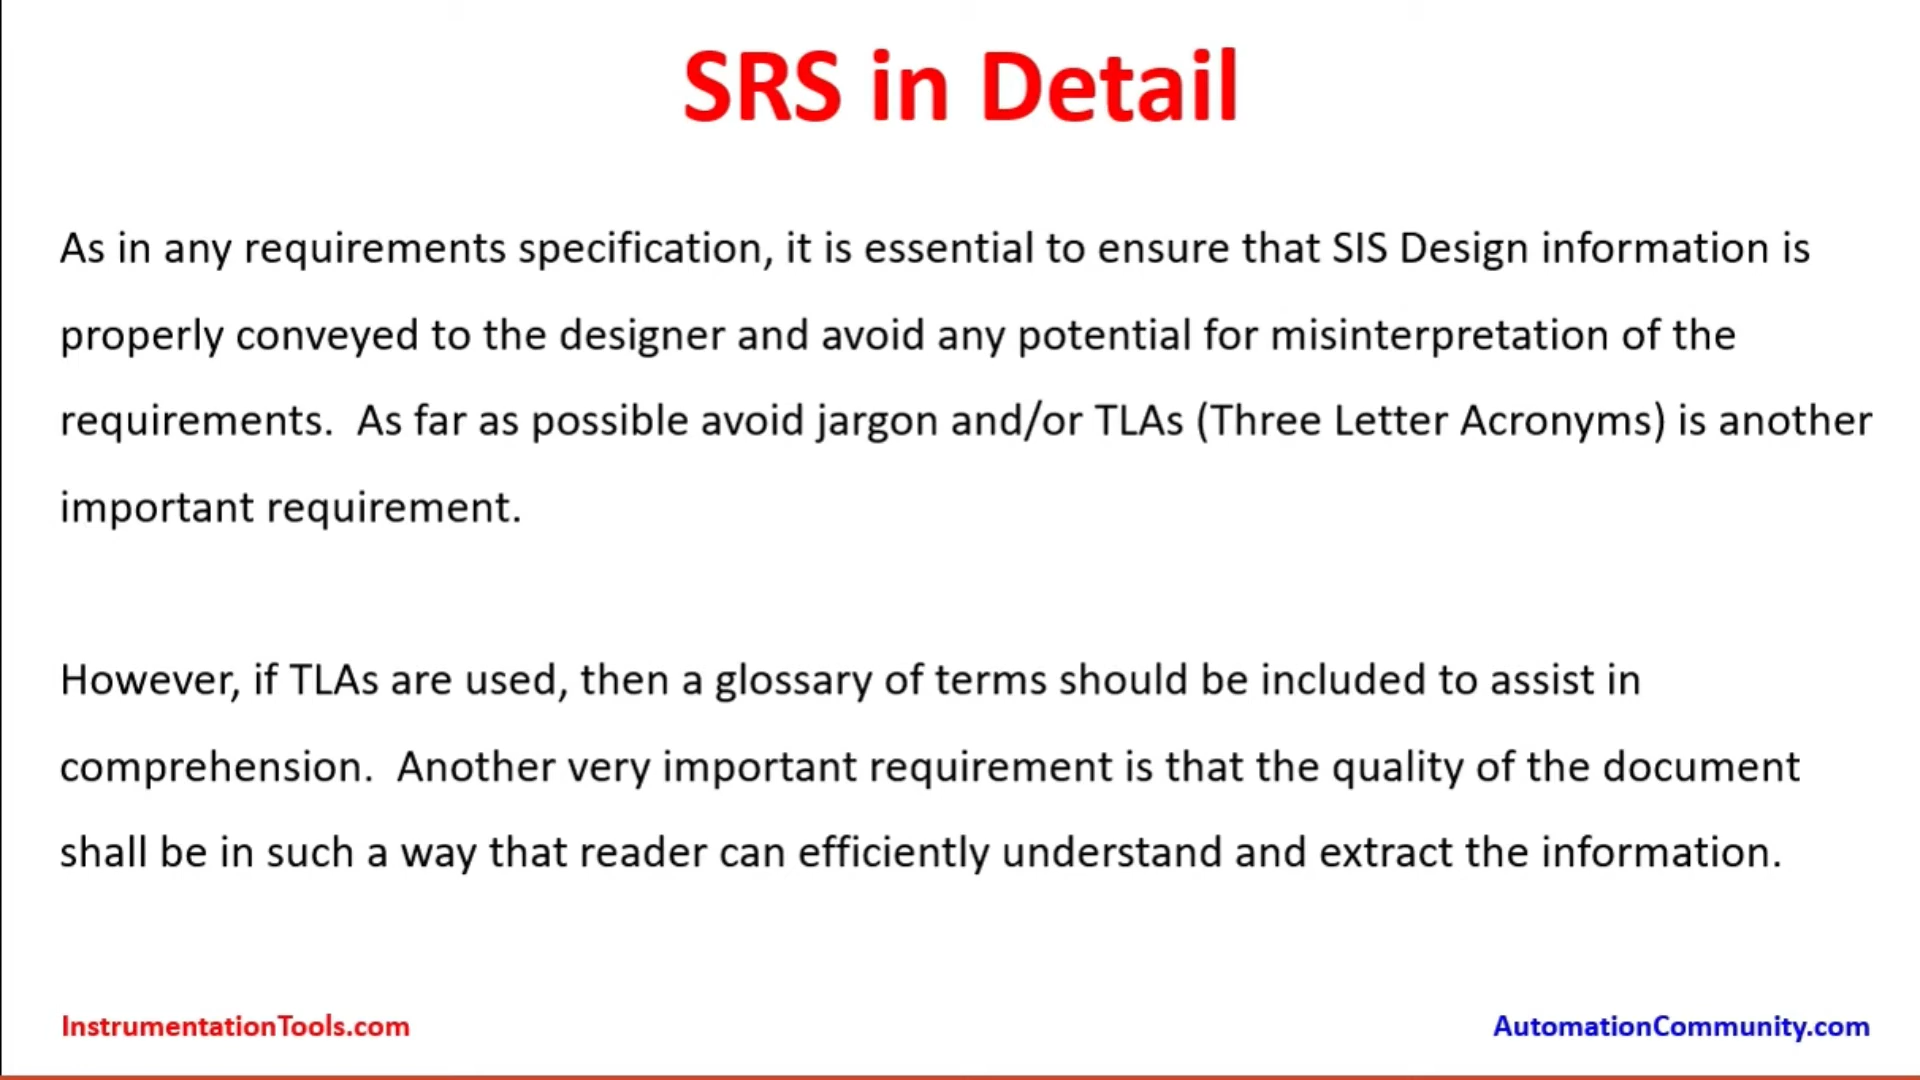 SRS in Detail
As in any requirements specification, it is essential to ensure that SIS Design information is
properly conveyed to the designer and avoid any potential for misinterpretation of the
requirements.  As far as possible avoid jargon and/or TLAs (Three Letter Acronyms) is another
important requirement.
However, if TLAs are used, then a glossary of terms should be included to assist in
comprehension.  Another very important requirement is that the quality of the document
shall be in such a way that reader can efficiently understand and extract the information.
InstrumentationTools.com
AutomationCommunity.com